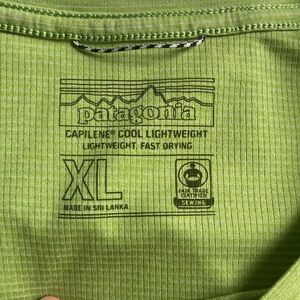 patagonia
CAPILENE® COOL LIGHTWEIGHT
LIGHTWEIGHT, FAST DRYING
XL
MADE IN SRI LANKA
FAIR TRADE
CERTIFIED
SEWING